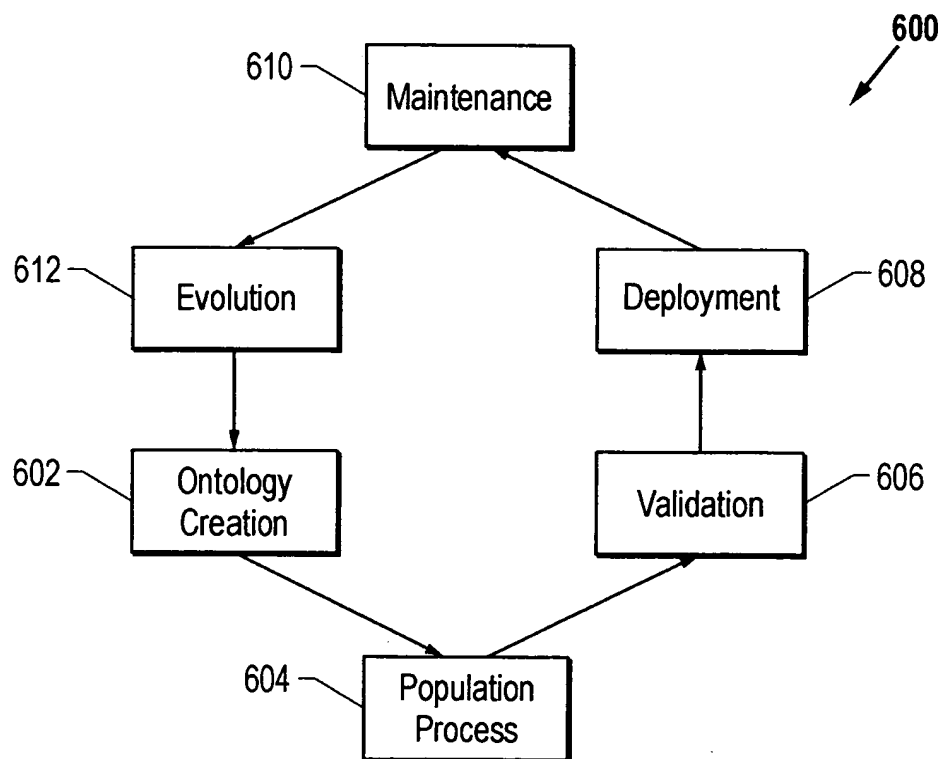 600
610
Maintenance
612
Evolution
Deployment
608
602
Ontology
Creation
Validation
606
604
Population
Process